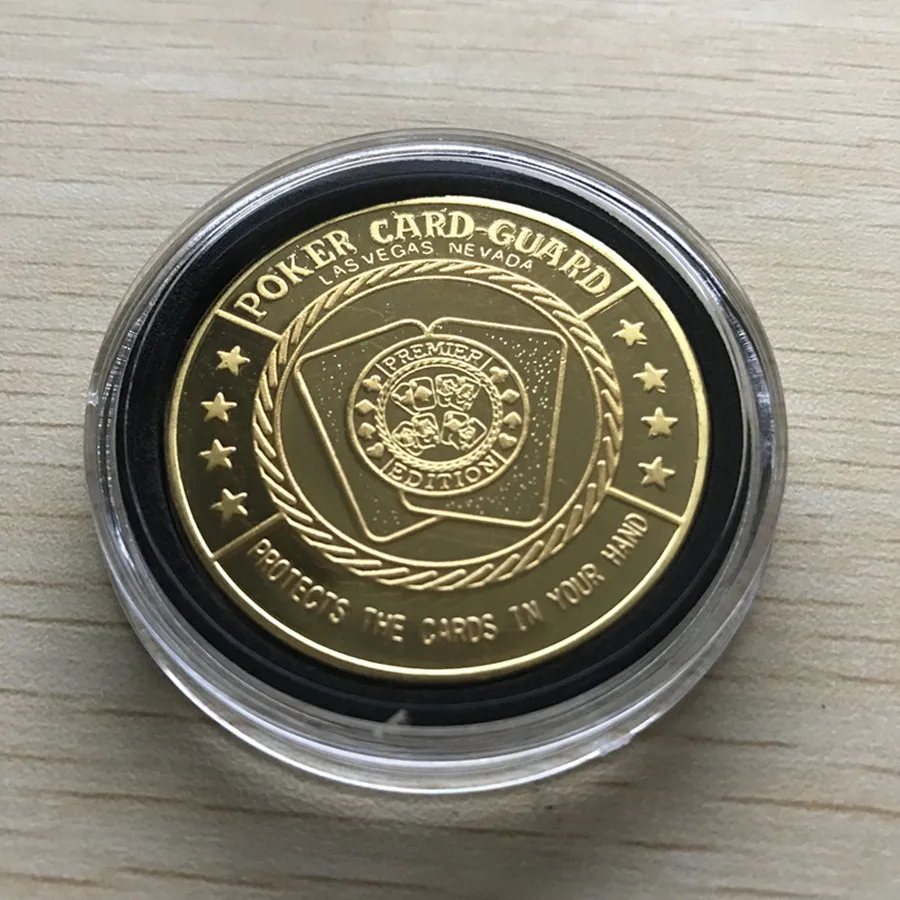 POKER CARD GUARD
LAS VEGAS, NEVADA
PREMIER
EDITION
PROTECTS THE CARDS IN YOUR HAND